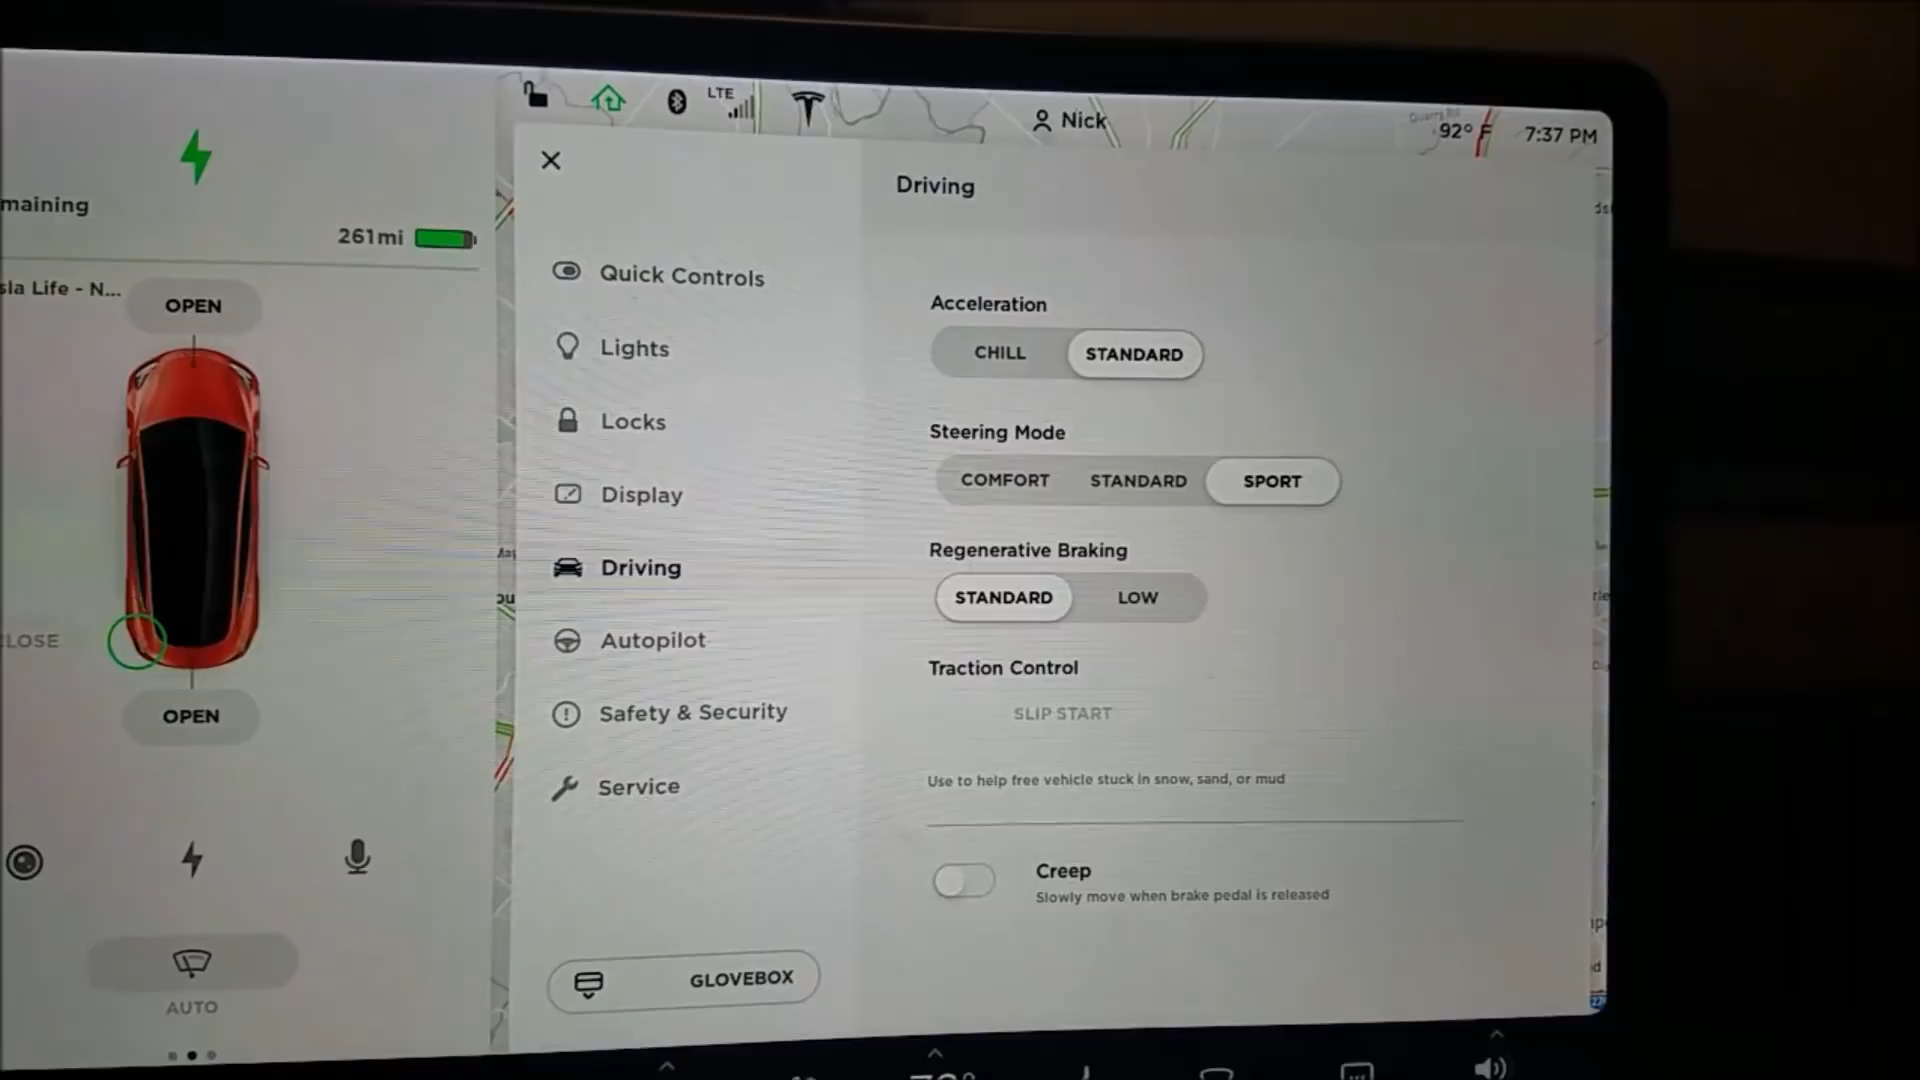 LTE
Nick
92° F
7:37 PM
maining
261mi
sla Life - N...
OPEN
LOSE
OPEN
AUTO
Quick Controls
Lights
Locks
Display
Driving
Autopilot
Safety & Security
Service
GLOVEBOX
Driving
Acceleration
CHILL STANDARD
Steering Mode
COMFORT STANDARD SPORT
Regenerative Braking
STANDARD LOW
Traction Control
SLIP START
Use to help free vehicle stuck in snow, sand, or mud
Creep
Slowly move when brake pedal is released